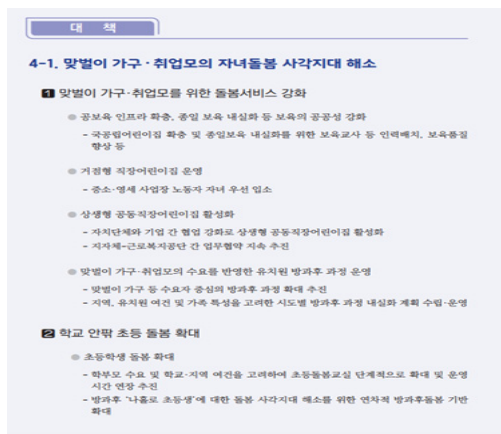 대 책
4-1. 맞벌이 가구·취업모의 자녀돌봄 사각지대 해소
1 맞벌이 가구·취업모를 위한 돌봄서비스 강화
● 공보육 인프라 확충, 종일 보육 내실화 등 보육의 공공성 강화
- 국공립어린이집 확충 및 종일보육 내실화를 위한 보육교사 등 인력배치, 보육품질
향상 등
● 거점형 직장어린이집 운영
- 중소·영세 사업장 노동자 자녀 우선 입소
● 상생형 공동직장어린이집 활성화
- 자치단체와 기업 간 협업 강화로 상생형 공동직장어린이집 활성화
- 지자체-근로복지공단 간 업무협약 지속 추진
● 맞벌이 가구·취업모의 수요를 반영한 유치원 방과후 과정 운영
- 맞벌이 가구 등 수요자 중심의 방과후 과정 확대 추진
- 지역, 유치원 여건 및 가족 특성을 고려한 시도별 방과후 과정 내실화 계획 수립·운영
2 학교 안팎 초등 돌봄 확대
● 초등학생 돌봄 확대
- 학부모 수요 및 학교·지역 여건을 고려하여 초등돌봄교실 단계적으로 확대 및 운영
시간 연장 추진
- 방과후 '나홀로 초등생'에 대한 돌봄 사각지대 해소를 위한 연차적 방과후돌봄 기반
확대